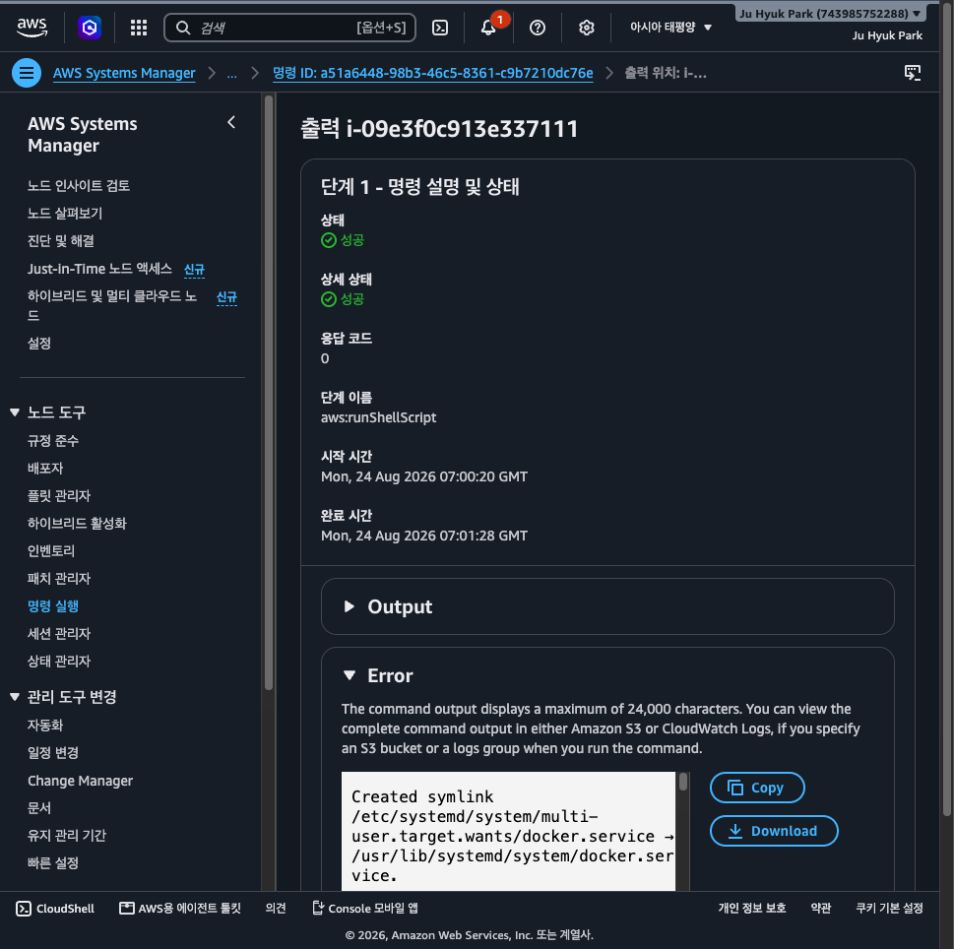 aws
검색
[옵션+S]
1
아시아 태평양 ▼
Ju Hyuk Park (743985752288) ▼
Ju Hyuk Park
AWS Systems Manager > ... > 명령 ID: a51a6448-98b3-46c5-8361-c9b7210dc76e > 출력 위치: i-...
AWS Systems
Manager
노드 인사이트 검토
노드 살펴보기
진단 및 해결
Just-in-Time 노드 액세스 신규
하이브리드 및 멀티 클라우드 노 신규
드
설정
▼ 노드 도구
규정 준수
배포자
플릿 관리자
하이브리드 활성화
인벤토리
패치 관리자
명령 실행
세션 관리자
상태 관리자
▼ 관리 도구 변경
자동화
일정 변경
Change Manager
문서
유지 관리 기간
빠른 설정
출력 i-09e3f0c913e337111
단계 1 - 명령 설명 및 상태
상태
성공
상세 상태
성공
응답 코드
0
단계 이름
aws:runShellScript
시작 시간
Mon, 24 Aug 2026 07:00:20 GMT
완료 시간
Mon, 24 Aug 2026 07:01:28 GMT
▶ Output
▼ Error
The command output displays a maximum of 24,000 characters. You can view the
complete command output in either Amazon S3 or CloudWatch Logs, if you specify
an S3 bucket or a logs group when you run the command.
Created symlink
/etc/systemd/system/multi-
user.target.wants/docker.service →
/usr/lib/systemd/system/docker.ser
vice.
Copy
Download
CloudShell
AWS용 에이전트 툴킷
의견
Console 모바일 앱
개인 정보 보호
약관
쿠키 기본 설정
© 2026, Amazon Web Services, Inc. 또는 계열사.